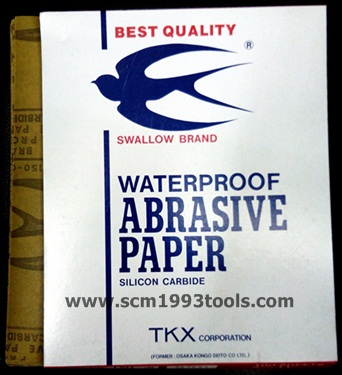 BEST QUALITY
®
SWALLOW BRAND
WATERPROOF
ABRASIVE
PAPER
SILICON CARBIDE
www.scm1993tools.com
TKX CORPORATION
(FORMER : OSAKA KONGO SEITO CO LTD.)